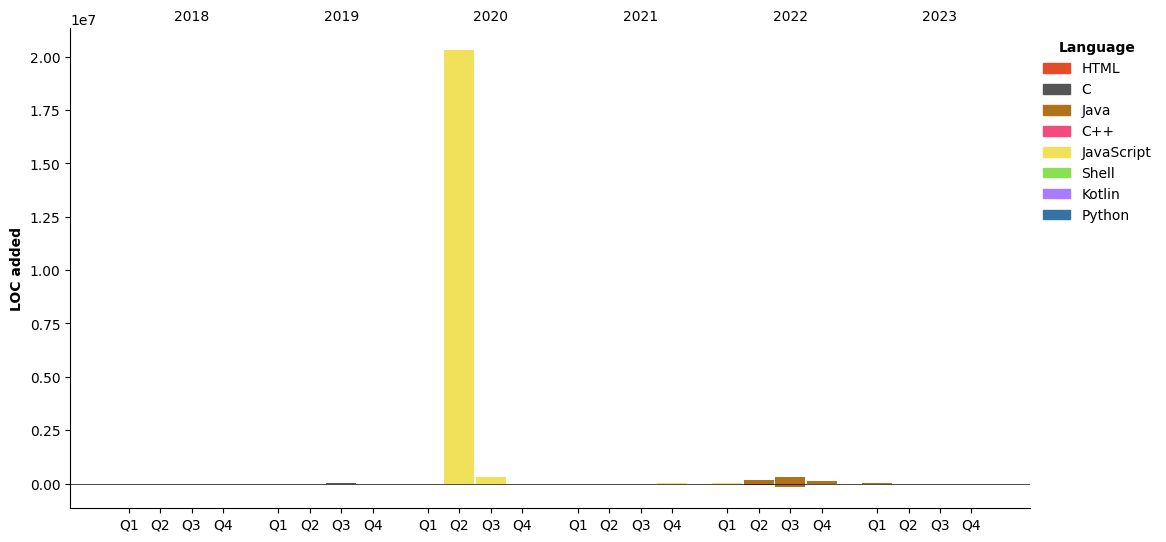 1e7
2018 2019 2020 2021 2022 2023
2.00
1.75
1.50
1.25
1.00
0.75
0.50
0.25
0.00
LOC added
Q1 Q2 Q3 Q4 Q1 Q2 Q3 Q4 Q1 Q2 Q3 Q4 Q1 Q2 Q3 Q4 Q1 Q2 Q3 Q4 Q1 Q2 Q3 Q4
Language
HTML
C
Java
C++
JavaScript
Shell
Kotlin
Python